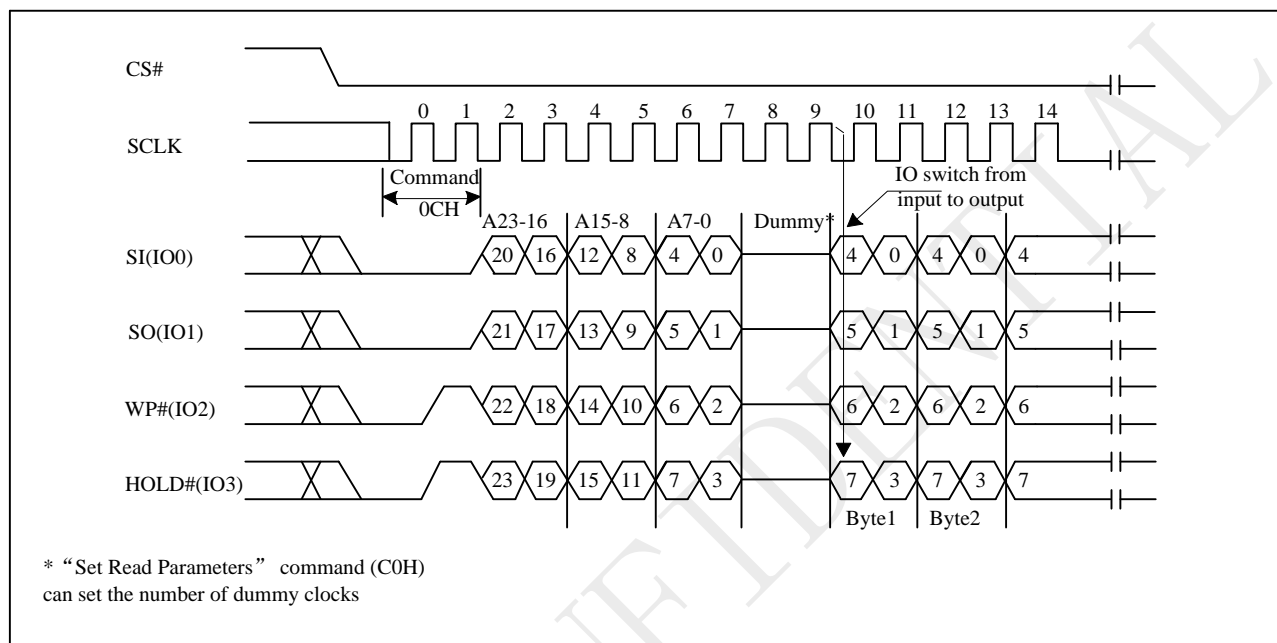 CS#
0 1 2 3 4 5 6 7 8 9 10 11 12 13 14
SCLK
Command
0CH
IO switch from
input to output
A23-16 A15-8 A7-0 Dummy*
SI(IO0) 20 16 12 8 4 0 4 0 4 0 4
SO(IO1) 21 17 13 9 5 1 5 1 5 1 5
WP#(IO2) 22 18 14 10 6 2 6 2 6 2 6
HOLD#(IO3) 23 19 15 11 7 3 7 3 7 3 7
Byte1 Byte2
* “Set Read Parameters” command (C0H)
can set the number of dummy clocks
FIDENTIAL